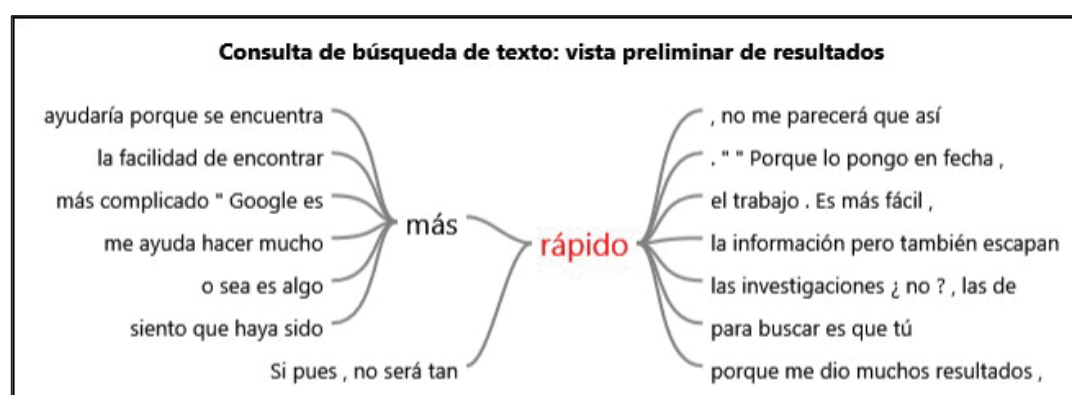 Consulta de búsqueda de texto: vista preliminar de resultados
ayudaría porque se encuentra
la facilidad de encontrar
más complicado " Google es
me ayuda hacer mucho
o sea es algo
siento que haya sido
más
Si pues , no será tan
rápido
, no me parecerá que así
. " " Porque lo pongo en fecha ,
el trabajo . Es más fácil ,
la información pero también escapan
las investigaciones ¿ no ? , las de
para buscar es que tú
porque me dio muchos resultados ,